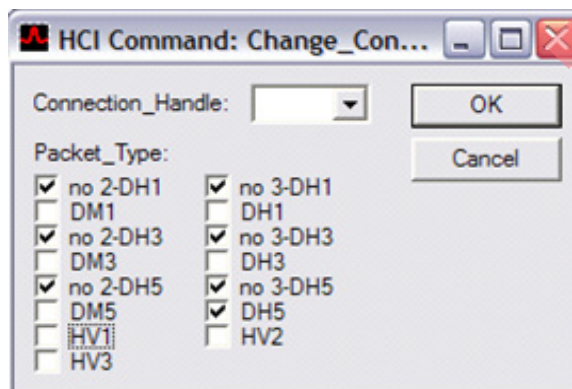 HCI Command: Change_Con...
Connection_Handle:
OK
Packet_Type:
Cancel
no 2-DH1 no 3-DH1
DM1 DH1
no 2-DH3 no 3-DH3
DM3 DH3
no 2-DH5 no 3-DH5
DM5 DH5
HV1 HV2
HV3